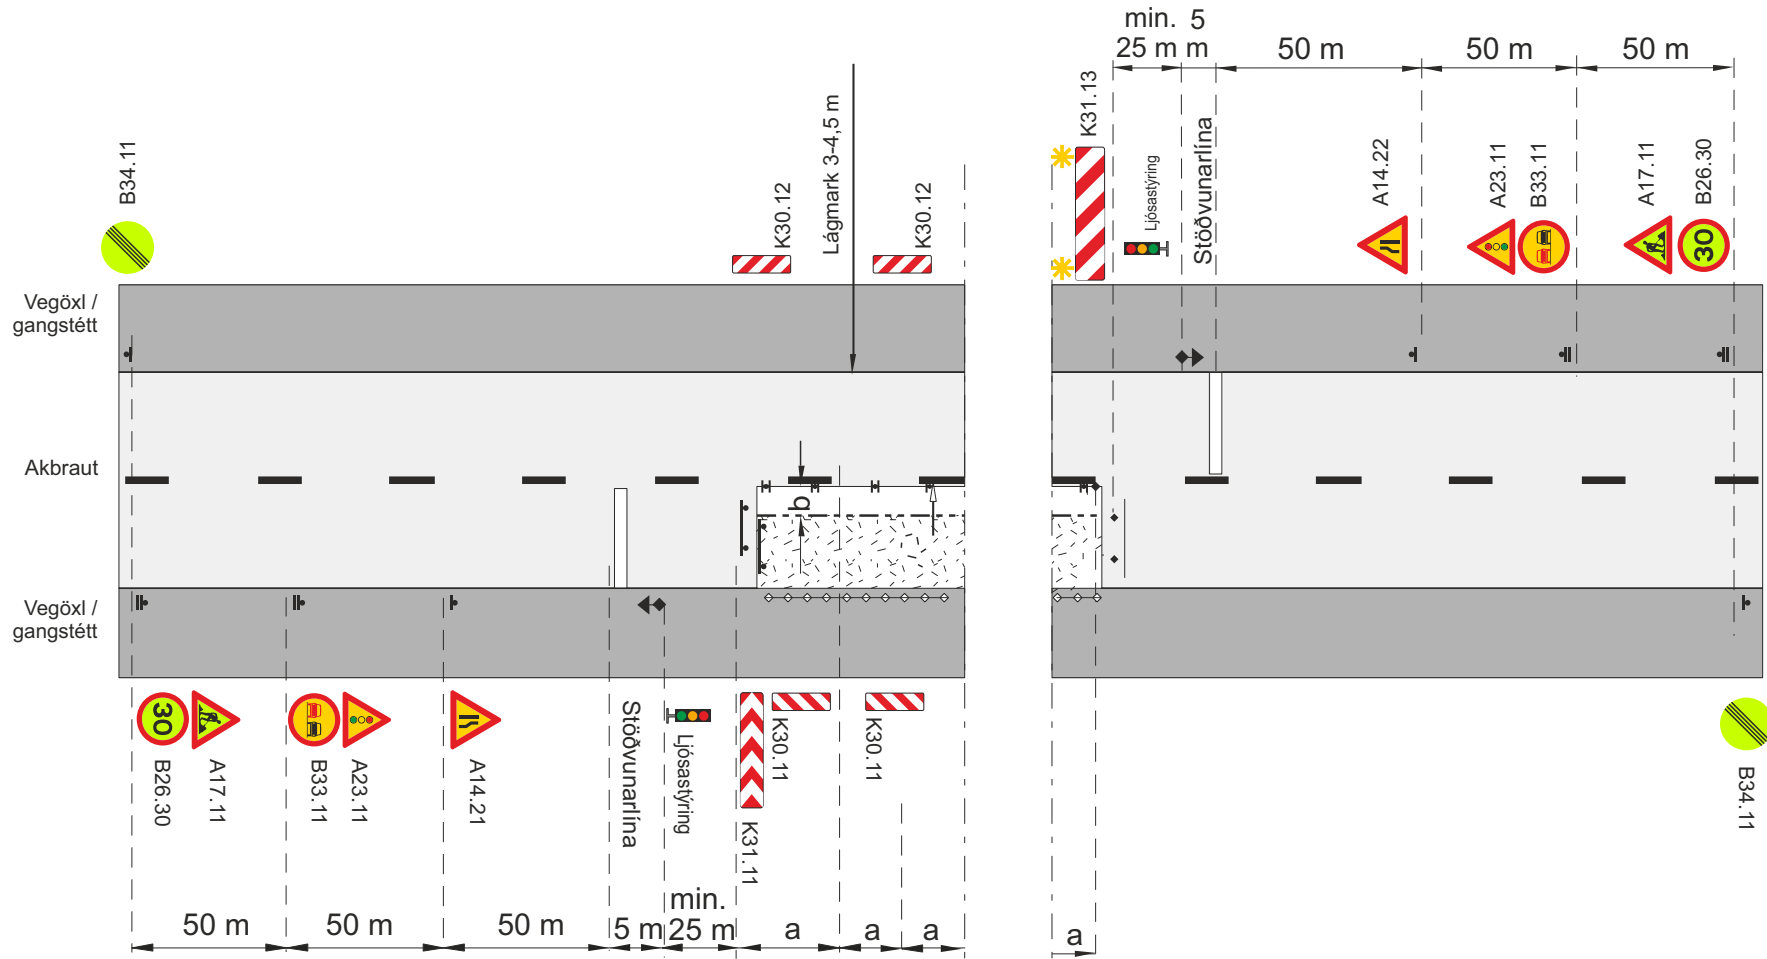 min. 5
25 m m
50 m
50 m
50 m
B34.11
K30.12
Lágmark 3-4,5 m
K30.12
K31.13
Ljósastýring
Stöðvunarlína
A14.22
A23.11
B33.11
A17.11
B26.30
30
Vegöxl /
gangstétt
Akbraut
b
Vegöxl /
gangstétt
30
B26.30
A17.11
B33.11
A23.11
A14.21
Stöðvunarlína
Ljósastýring
K31.11
K30.11
K30.11
B34.11
50 m
50 m
50 m
5 m
min.
25 m
a
a
a
a